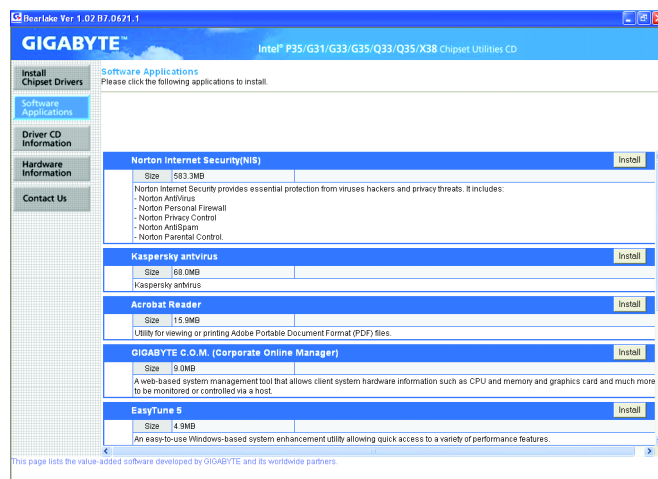 Bearlake Ver 1.02 B7.0621.1
GIGABYTE™
Intel® P35/G31/G33/G35/Q33/Q35/X38 Chipset Utilities CD
Install
Chipset Drivers
Software
Applications
Driver CD
Information
Hardware
Information
Contact Us
Software Applications
Please click the following applications to install.
Norton Internet Security(NIS) Install
Size 583.3MB
Norton Internet Security provides essential protection from viruses hackers and privacy threats. It includes:
- Norton AntiVirus
- Norton Personal Firewall
- Norton Privacy Control
- Norton AntiSpam
- Norton Parental Control.
Kaspersky antvirus Install
Size 68.0MB
Kaspersky antvirus
Acrobat Reader Install
Size 15.9MB
Utility for viewing or printing Adobe Portable Document Format (PDF) files.
GIGABYTE C.O.M. (Corporate Online Manager) Install
Size 9.0MB
A web-based system management tool that allows client system hardware information such as CPU and memory and graphics card and much more
to be monitored or controlled via a host.
EasyTune 5 Install
Size 4.9MB
An easy-to-use Windows-based system enhancement utility allowing quick access to a variety of performance features.
This page lists the value-added software developed by GIGABYTE and its worldwide partners.